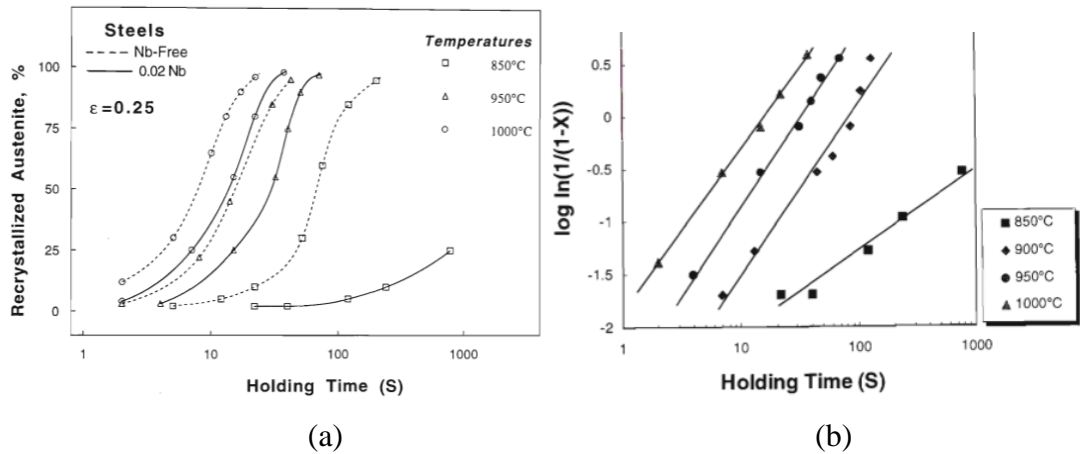 Steels
Nb-Free
0.02 Nb
ε=0.25
Temperatures
850°C
950°C
1000°C
Recrystallized Austenite, %
100
75
50
25
0
1
10
100
1000
Holding Time (S)
(a)
log ln(1/(1-X))
0.5
0
-0.5
-1
-1.5
-2
1
10
100
1000
Holding Time (S)
850°C
900°C
950°C
1000°C
(b)